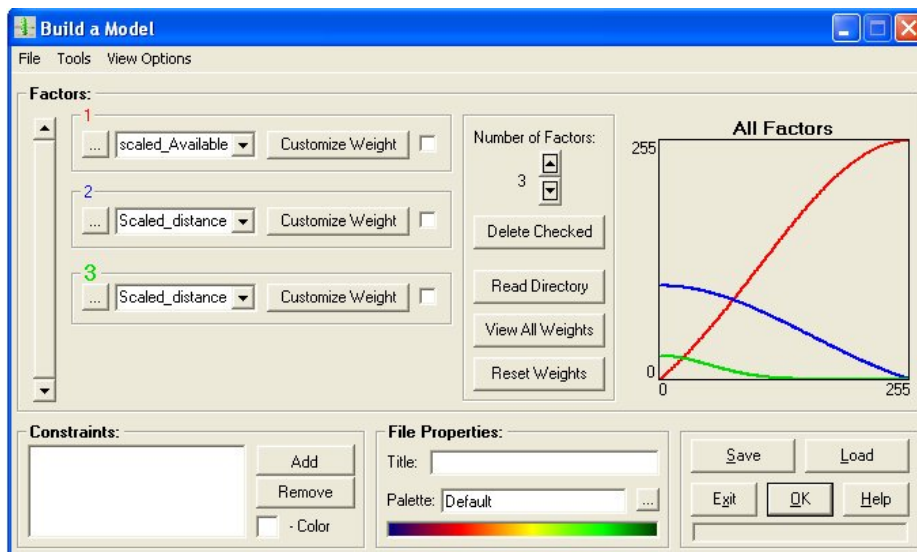 Build a Model
File Tools View Options
Factors:
1
... scaled_Available Customize Weight
2
... Scaled_distance Customize Weight
3
... Scaled_distance Customize Weight
Number of Factors:
3
Delete Checked
Read Directory
View All Weights
Reset Weights
All Factors
255
0
0 255
Constraints:
Add
Remove
- Color
File Properties:
Title:
Palette: Default ...
Save Load
Exit OK Help